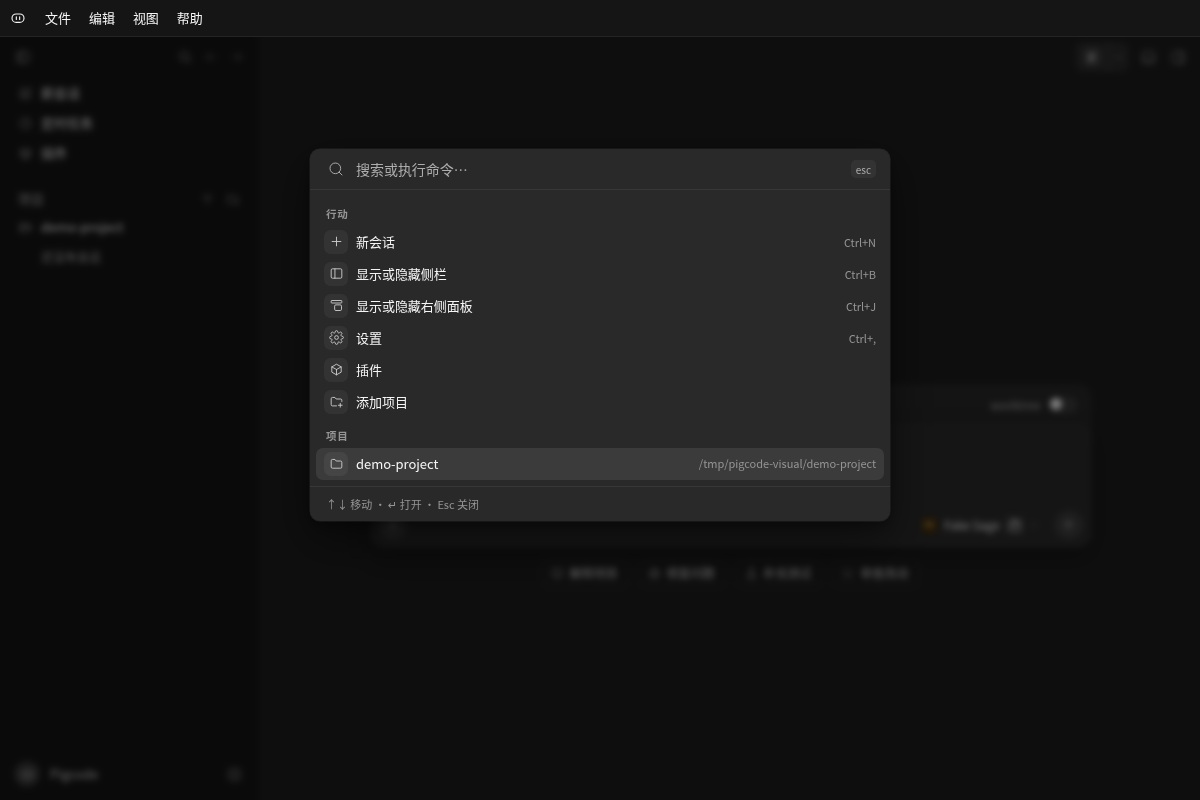 文件 编辑 视图 帮助
搜索或执行命令… esc
行动
新会话 Ctrl+N
显示或隐藏侧栏 Ctrl+B
显示或隐藏右侧面板 Ctrl+J
设置 Ctrl+,
插件
添加项目
项目
demo-project /tmp/pigcode-visual/demo-project
↑↓ 移动 • ↵ 打开 • Esc 关闭
demo-project
Pigcode